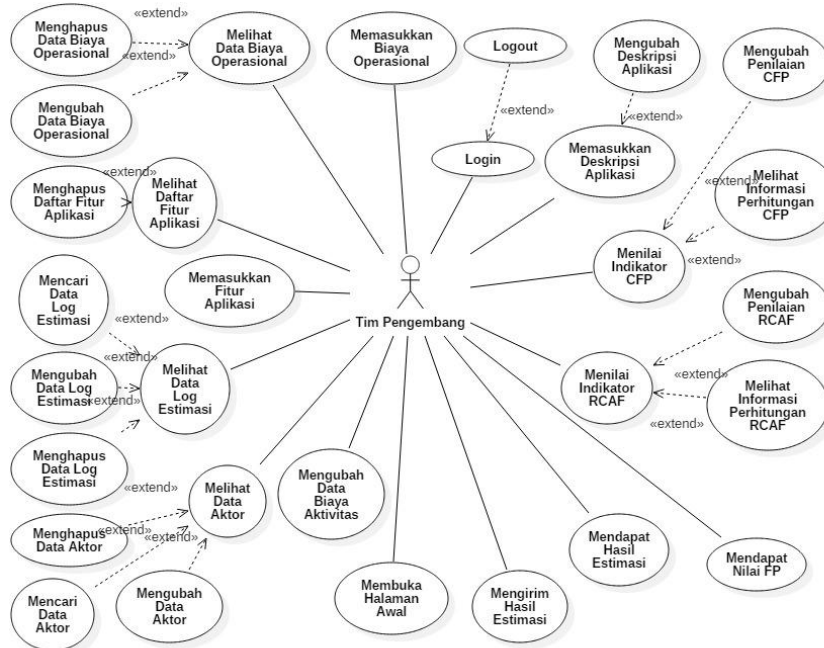 «extend»
Menghapus
Data Biaya
Operasional
«extend»
Melihat
Data Biaya
Operasional
Memasukkan
Biaya
Operasional
Logout
«extend»
Login
Mengubah
Deskripsi
Aplikasi
«extend»
Memasukkan
Deskripsi
Aplikasi
Mengubah
Penilaian
CFP
Mengubah
Data Biaya
Operasional
«extend»
Menghapus
Daftar Fitur
Aplikasi
Melihat
Daftar
Fitur
Aplikasi
«extend»
Melihat
Informasi
Perhitungan
CFP
«extend»
Menilai
Indikator
CFP
Memasukkan
Fitur
Aplikasi
Tim Pengembang
Mencari
Data
Log
Estimasi
«extend»
Mengubah
Data Log
Estimasi
«extend»
«extend»
Melihat
Data
Log
Estimasi
Menghapus
Data Log
Estimasi
Mengubah
Penilaian
RCAF
Menilai
Indikator
RCAF
«extend»
Melihat
Informasi
Perhitungan
RCAF
«extend»
«extend»
Melihat
Data
Aktor
Mengubah
Data
Biaya
Aktivitas
Menghapus
Data Aktor
«extend»
«extend»
Mencari
Data
Aktor
Mengubah
Data
Aktor
Membuka
Halaman
Awal
Mengirim
Hasil
Estimasi
Mendapat
Hasil
Estimasi
Mendapat
Nilai FP